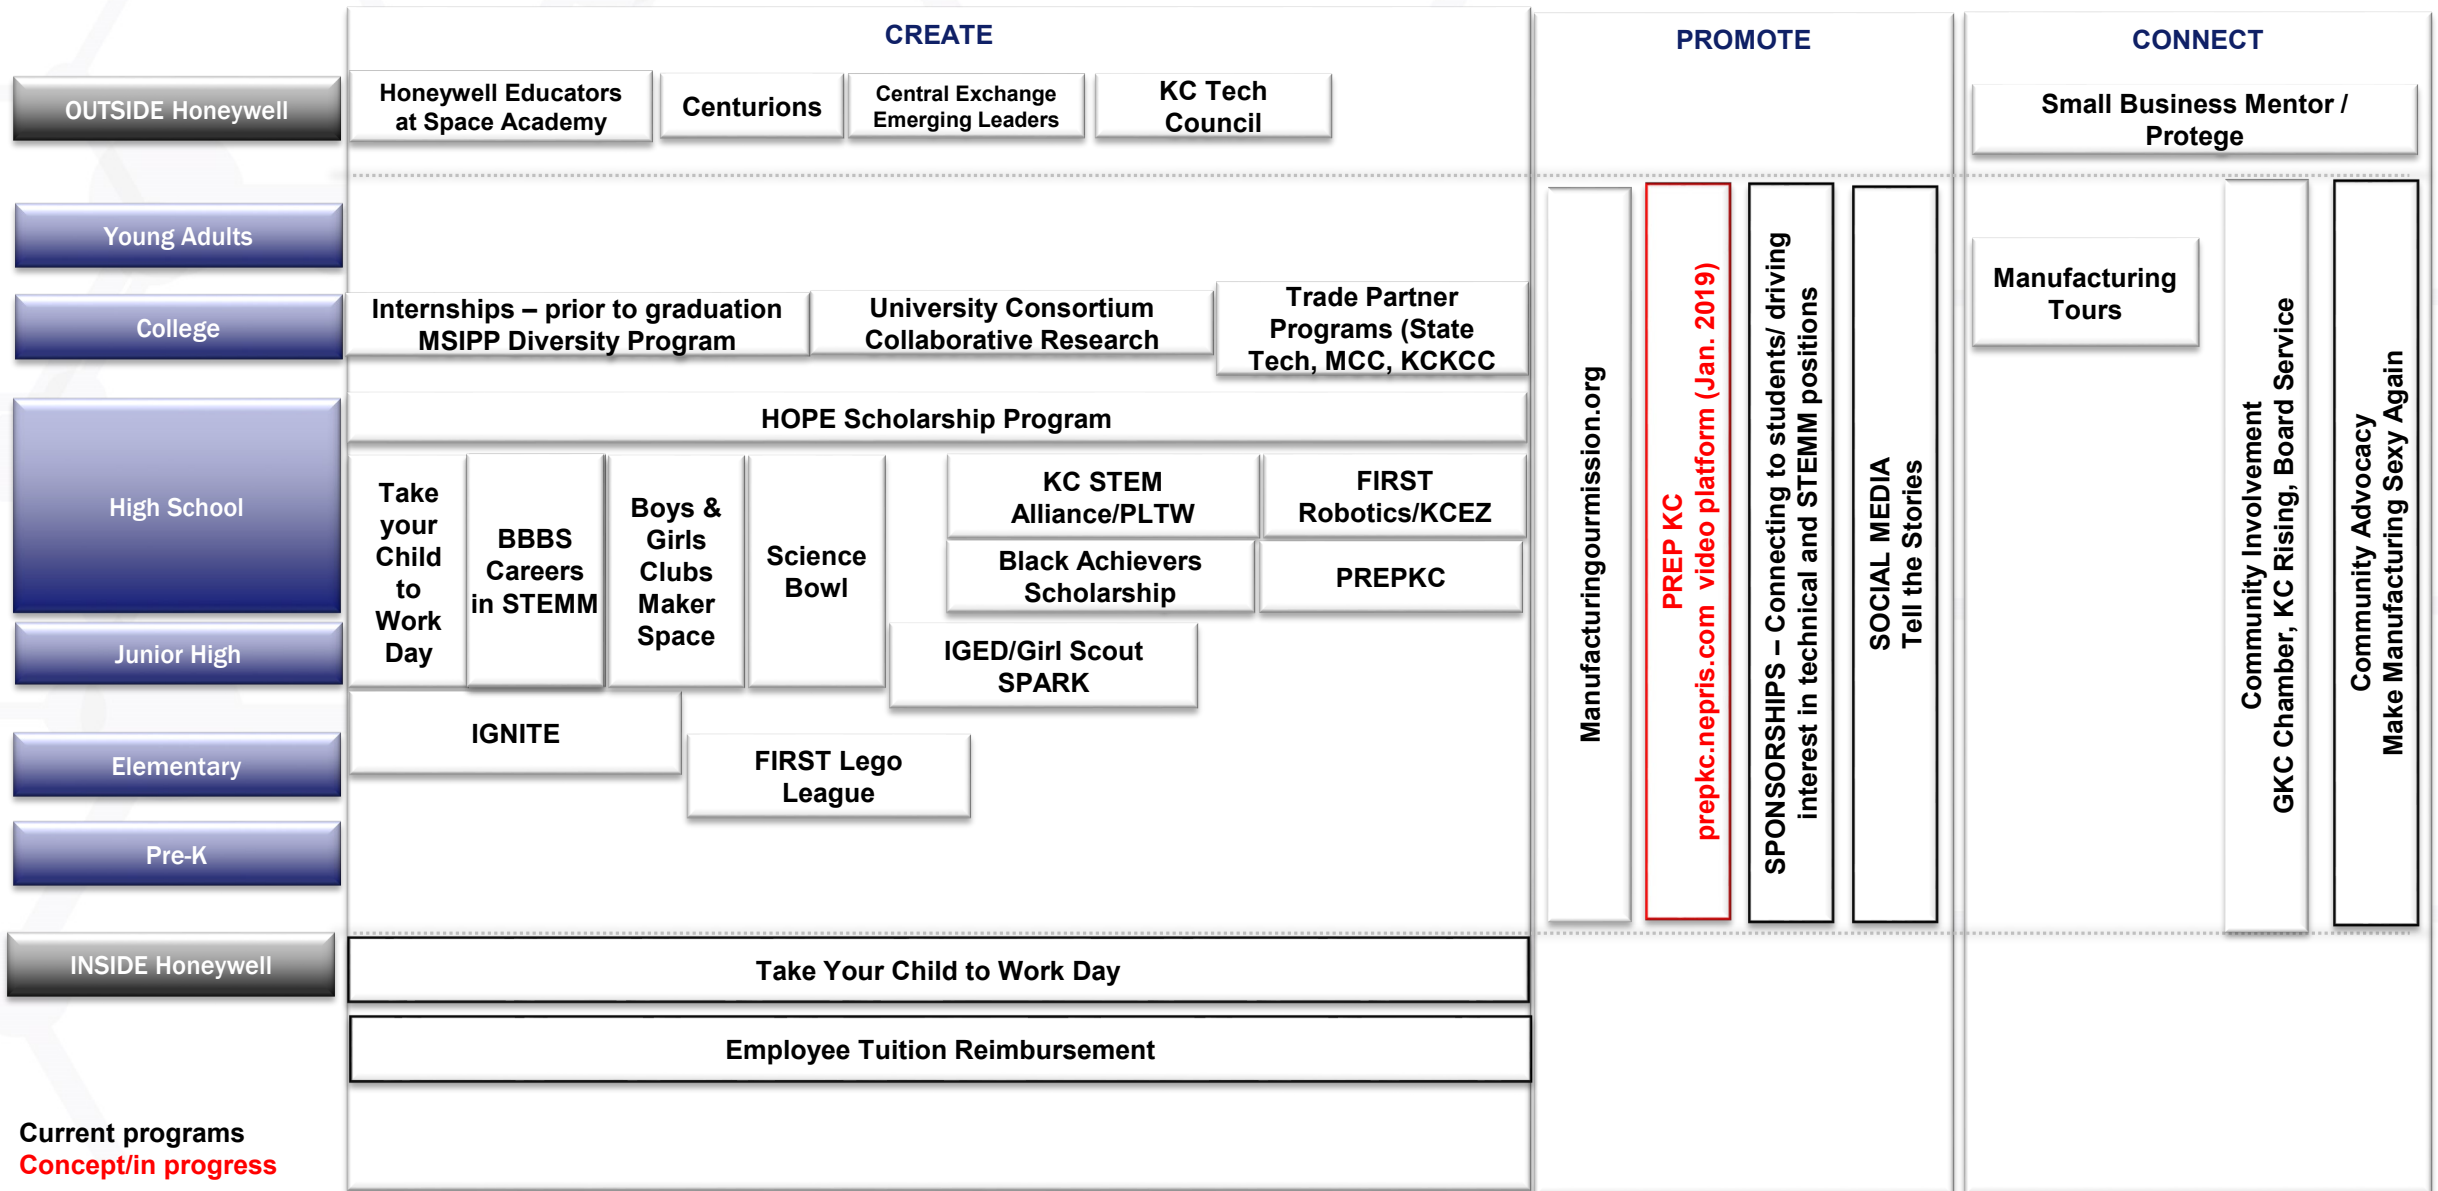 CREATE
PROMOTE
CONNECT
OUTSIDE Honeywell
Honeywell Educators
at Space Academy
Centurions
Central Exchange
Emerging Leaders
KC Tech
Council
Small Business Mentor /
Protege
Young Adults
College
Internships – prior to graduation
MSIPP Diversity Program
University Consortium
Collaborative Research
Trade Partner
Programs (State
Tech, MCC, KCKCC
High School
HOPE Scholarship Program
Take
your
Child
to
Work
Day
BBBS
Careers
in STEMM
Boys &
Girls
Clubs
Maker
Space
Science
Bowl
KC STEM
Alliance/PLTW
FIRST
Robotics/KCEZ
Black Achievers
Scholarship
PREPKC
Junior High
IGED/Girl Scout
SPARK
IGNITE
Elementary
FIRST Lego
League
Pre-K
Manufacturingourmission.org
PREP KC
prepkc.nepris.com video platform (Jan. 2019)
SPONSORSHIPS – Connecting to students/ driving
interest in technical and STEMM positions
SOCIAL MEDIA
Tell the Stories
Manufacturing
Tours
Community Involvement
GKC Chamber, KC Rising, Board Service
Community Advocacy
Make Manufacturing Sexy Again
INSIDE Honeywell
Take Your Child to Work Day
Employee Tuition Reimbursement
Current programs
Concept/in progress